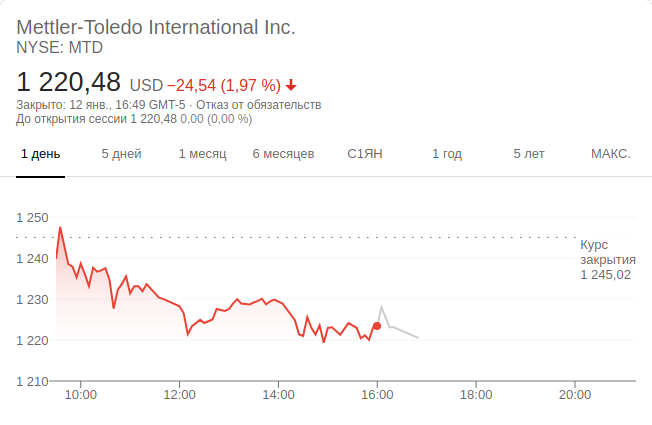 Mettler-Toledo International Inc.
NYSE: MTD
1 220,48 USD −24,54 (1,97 %)
Закрыто: 12 янв., 16:49 GMT-5 · Отказ от обязательств
До открытия сессии 1 220,48 0,00 (0,00 %)
1 день 5 дней 1 месяц 6 месяцев С1ЯН 1 год 5 лет МАКС.
1 250
Курс
закрытия
1 245,02
1 240
1 230
1 220
1 210
10:00 12:00 14:00 16:00 18:00 20:00